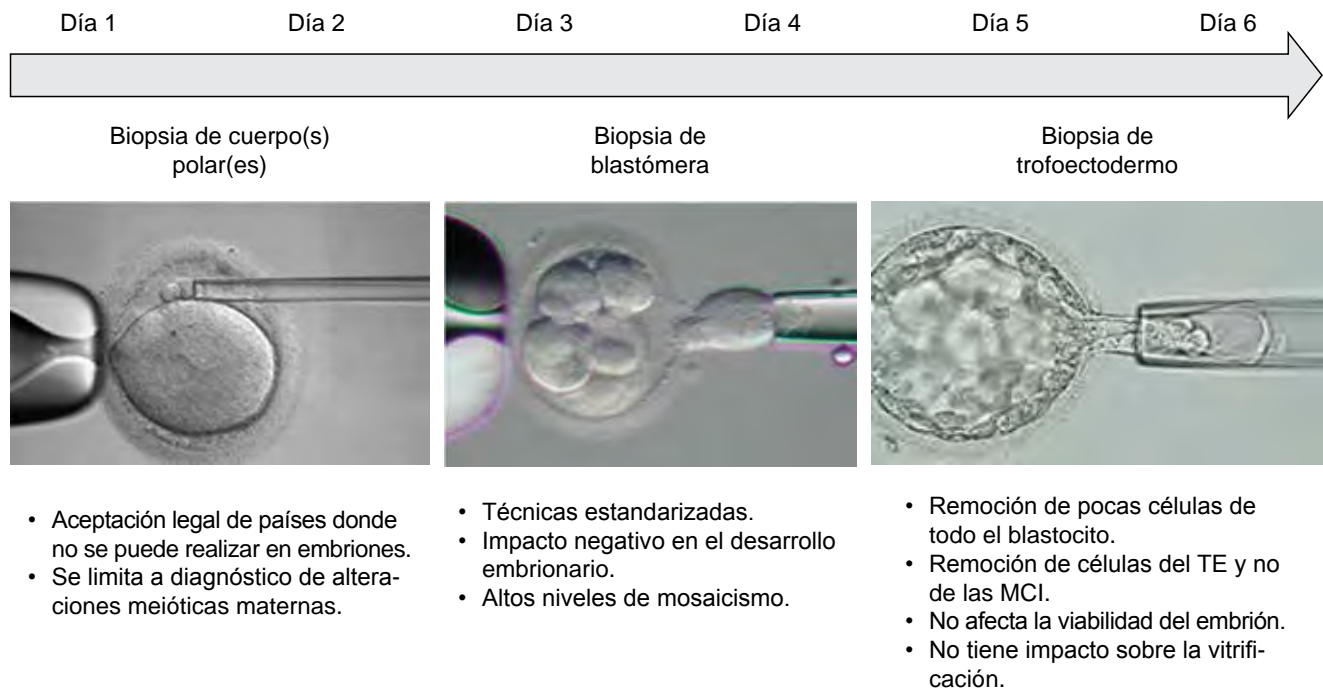 Día 1 Día 2 Día 3 Día 4 Día 5 Día 6
Biopsia de cuerpo(s)
polar(es)
Biopsia de
blastómera
Biopsia de
trofoectodermo
• Aceptación legal de países donde
no se puede realizar en embriones.
• Se limita a diagnóstico de altera-
ciones meióticas maternas.
• Técnicas estandarizadas.
• Impacto negativo en el desarrollo
embrionario.
• Altos niveles de mosaicismo.
• Remoción de pocas células de
todo el blastocito.
• Remoción de células del TE y no
de las MCI.
• No afecta la viabilidad del embrión.
• No tiene impacto sobre la vitrifi-
cación.